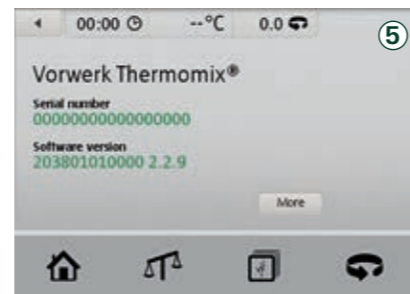 00:00 --°C 0.0
5
Vorwerk Thermomix®
Serial number
00000000000000000
Software version
203801010000 2.2.9
More